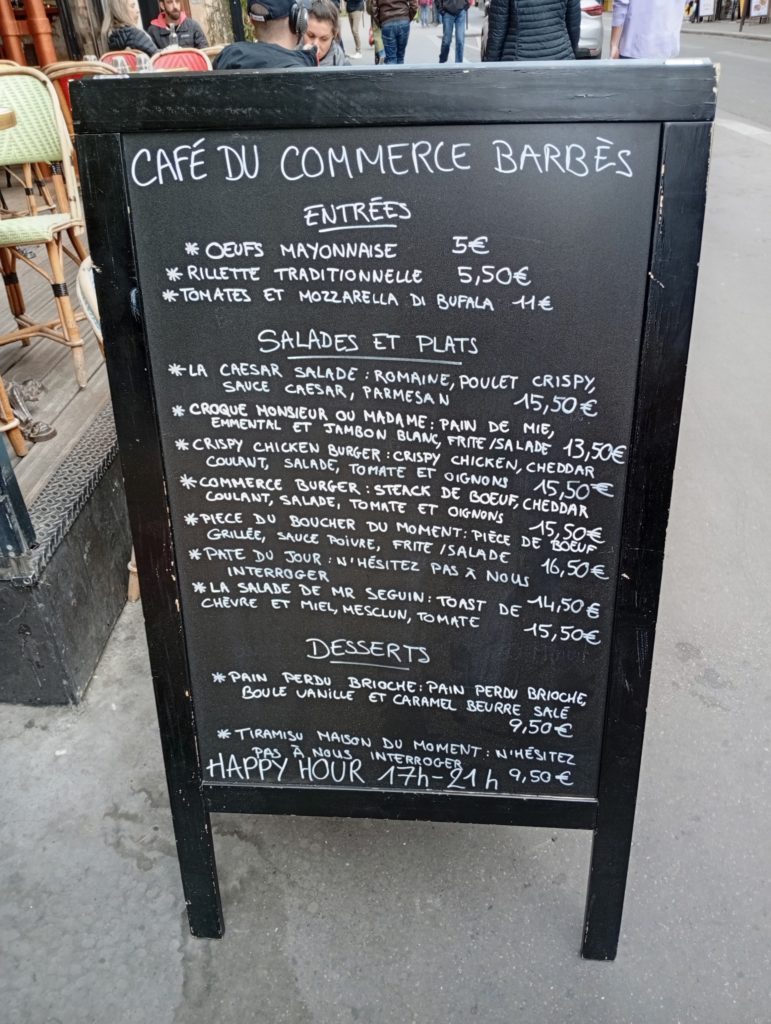 CAFÉ DU COMMERCE BARBÈS
ENTRÉES
* OEUFS MAYONNAISE 5€
* RILLETTE TRADITIONNELLE 5,50€
* TOMATES ET MOZZARELLA DI BUFALA 11€
SALADES ET PLATS
* LA CAESAR SALADE : ROMAINE, POULET CRISPY,
SAUCE CAESAR, PARMESAN 15,50€
* CROQUE MONSIEUR OU MADAME : PAIN DE MIE,
EMMENTAL ET JAMBON BLANC, FRITE/SALADE 13,50€
* CRISPY CHICKEN BURGER : CRISPY CHICKEN, CHEDDAR
COULANT, SALADE, TOMATE ET OIGNONS 15,50€
* COMMERCE BURGER : STEACK DE BOEUF, CHEDDAR
COULANT, SALADE, TOMATES ET OIGNONS 15,50€
* PIECE DU BOUCHER DU MOMENT : PIÈCE DE BOEUF
GRILLÉE, SAUCE POIVRE, FRITE/SALADE 16,50€
* PATE DU JOUR : N'HÉSITEZ PAS À NOUS
INTERROGER 14,50€
* LA SALADE DE MR SEGUIN : TOAST DE
CHÈVRE ET MIEL, MESCLUN, TOMATE 15,50€
DESSERTS
* PAIN PERDU BRIOCHE : PAIN PERDU BRIOCHE,
BOULE VANILLE ET CARAMEL BEURRE SALÉ
9,50€
* TIRAMISU MAISON DU MOMENT : N'HÉSITEZ
PAS À NOUS INTERROGER 9,50€
HAPPY HOUR 17h-21h